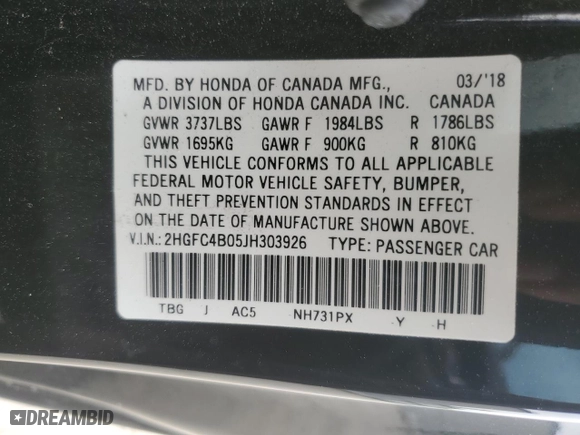 MFD. BY HONDA OF CANADA MFG., 03/'18
A DIVISION OF HONDA CANADA INC. CANADA
GVWR 3737LBS GAWR F 1984LBS R 1786LBS
GVWR 1695KG GAWR F 900KG R 810KG
THIS VEHICLE CONFORMS TO ALL APPLICABLE
FEDERAL MOTOR VEHICLE SAFETY, BUMPER,
AND THEFT PREVENTION STANDARDS IN EFFECT
ON THE DATE OF MANUFACTURE SHOWN ABOVE.
V.I.N.: 2HGFC4B05JH303926 TYPE: PASSENGER CAR
TBG J AC5 NH731PX Y H
DREAMBID